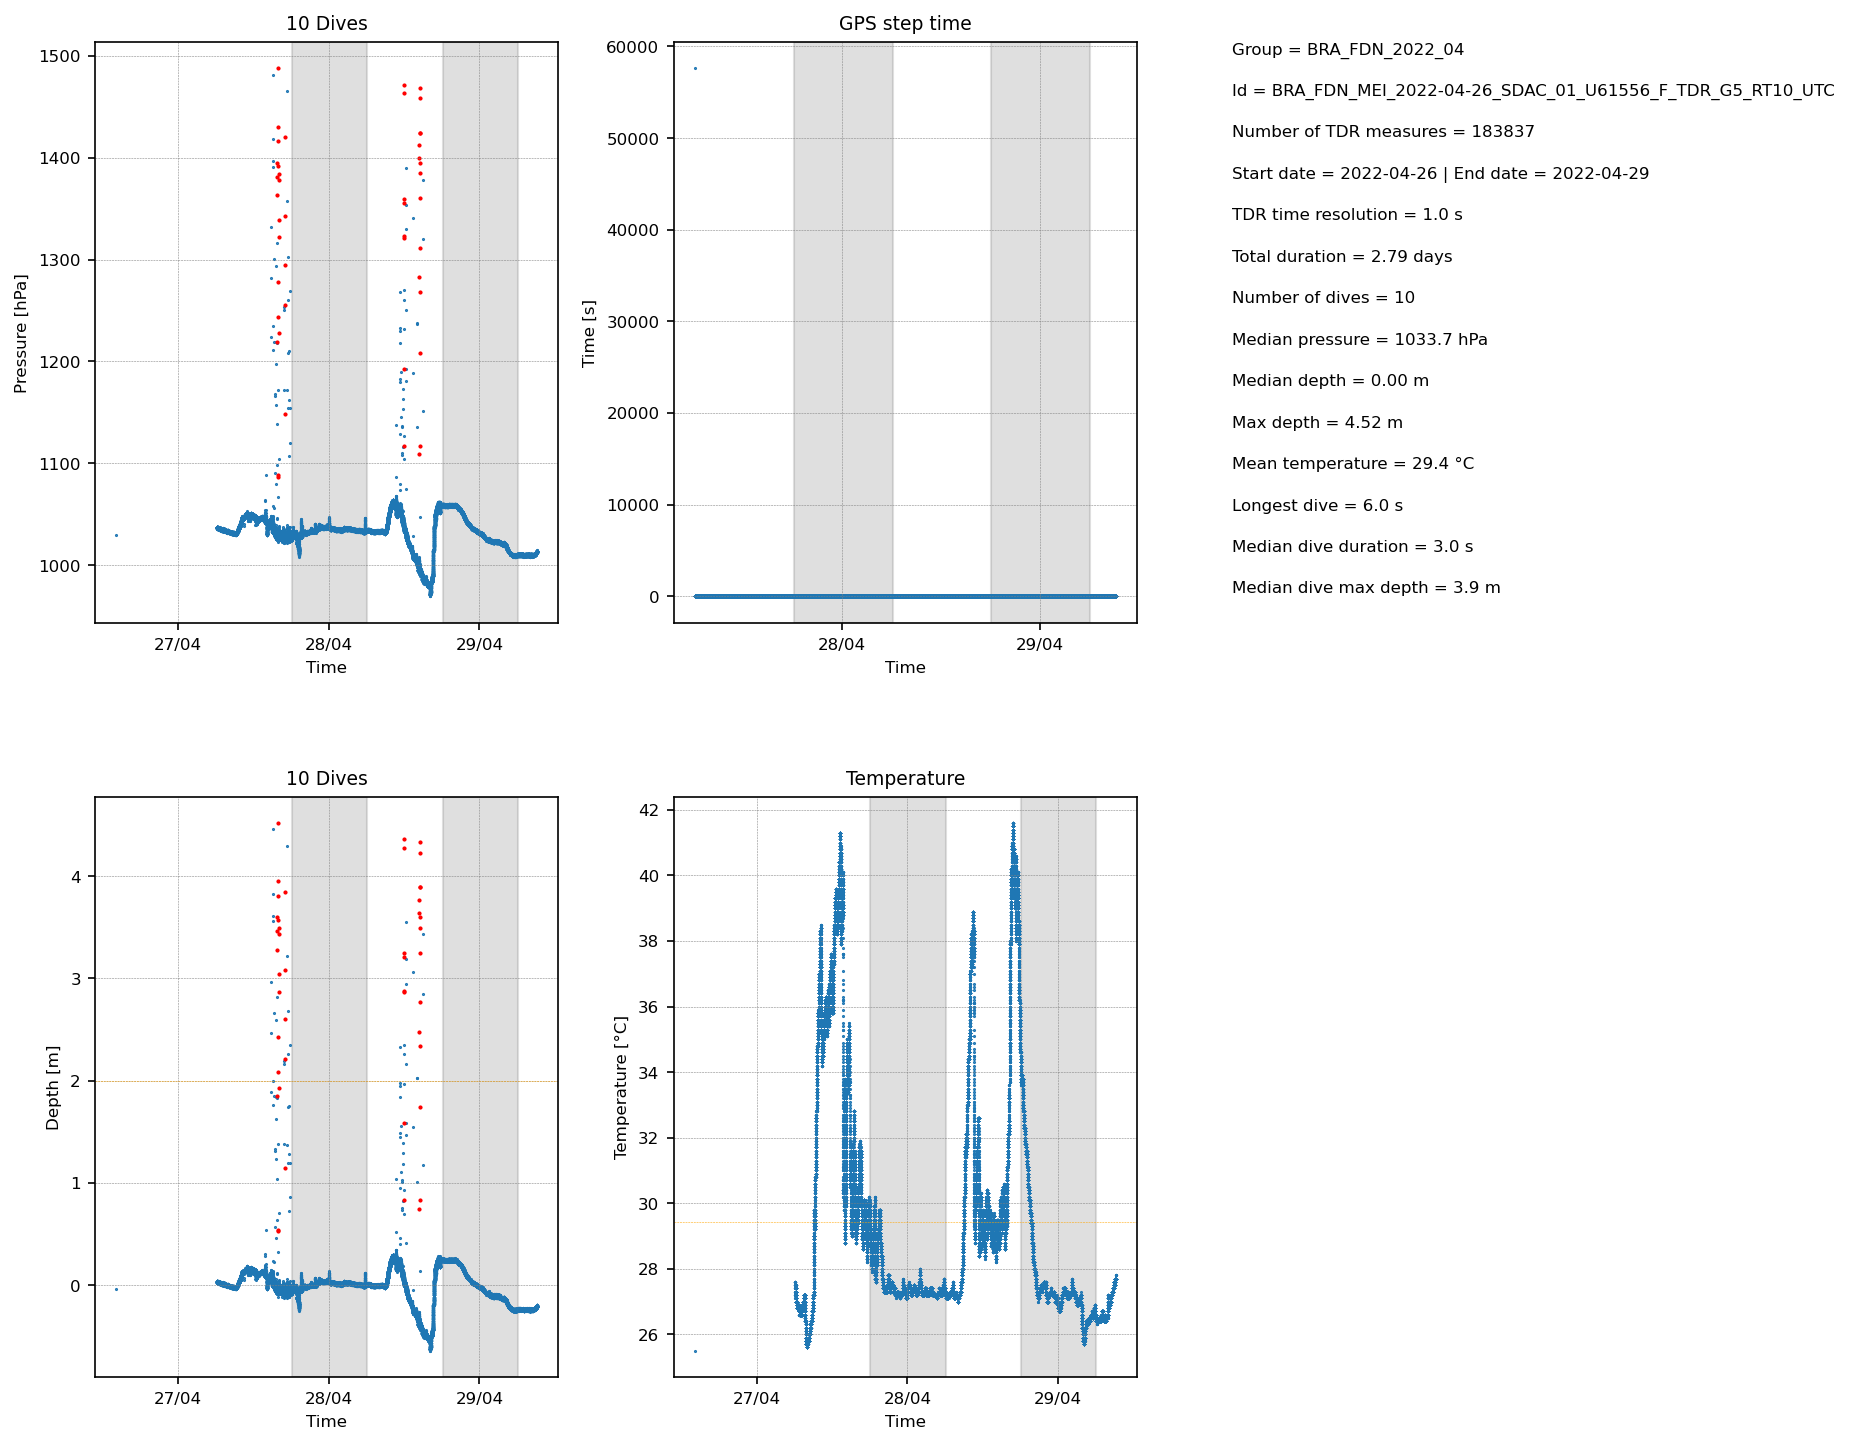 10 Dives
1500
1400
1300
1200
1100
1000
Pressure [hPa]
27/04
28/04
29/04
Time
GPS step time
60000
50000
40000
30000
20000
10000
0
Time [s]
28/04
29/04
Time
Group = BRA_FDN_2022_04
Id = BRA_FDN_MEI_2022-04-26_SDAC_01_U61556_F_TDR_G5_RT10_UTC
Number of TDR measures = 183837
Start date = 2022-04-26 | End date = 2022-04-29
TDR time resolution = 1.0 s
Total duration = 2.79 days
Number of dives = 10
Median pressure = 1033.7 hPa
Median depth = 0.00 m
Max depth = 4.52 m
Mean temperature = 29.4 °C
Longest dive = 6.0 s
Median dive duration = 3.0 s
Median dive max depth = 3.9 m
10 Dives
4
3
2
1
0
Depth [m]
27/04
28/04
29/04
Time
Temperature
42
40
38
36
34
32
30
28
26
Temperature [°C]
27/04
28/04
29/04
Time